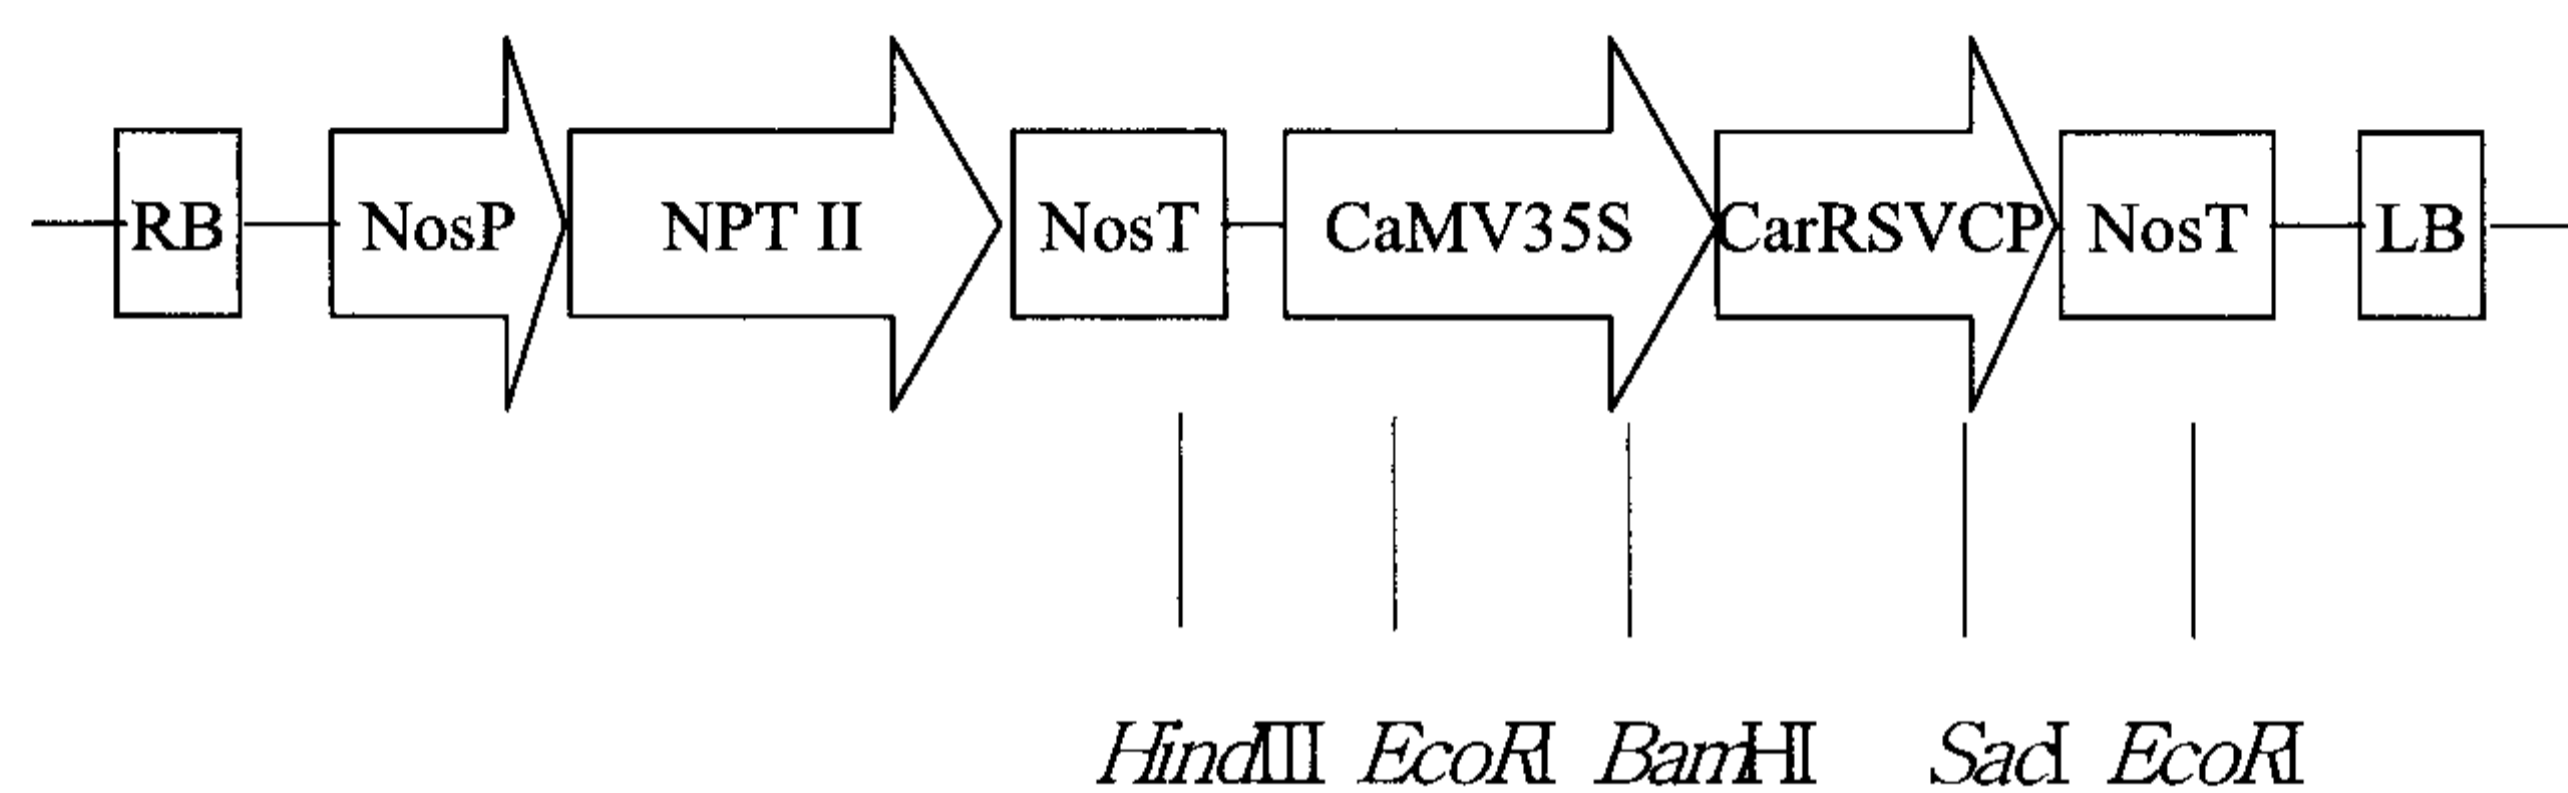 RB NosP NPT II NosT CaMV35S CarRSVCP NosT LB
HindIII EcoRI BamHI SacI EcoRI